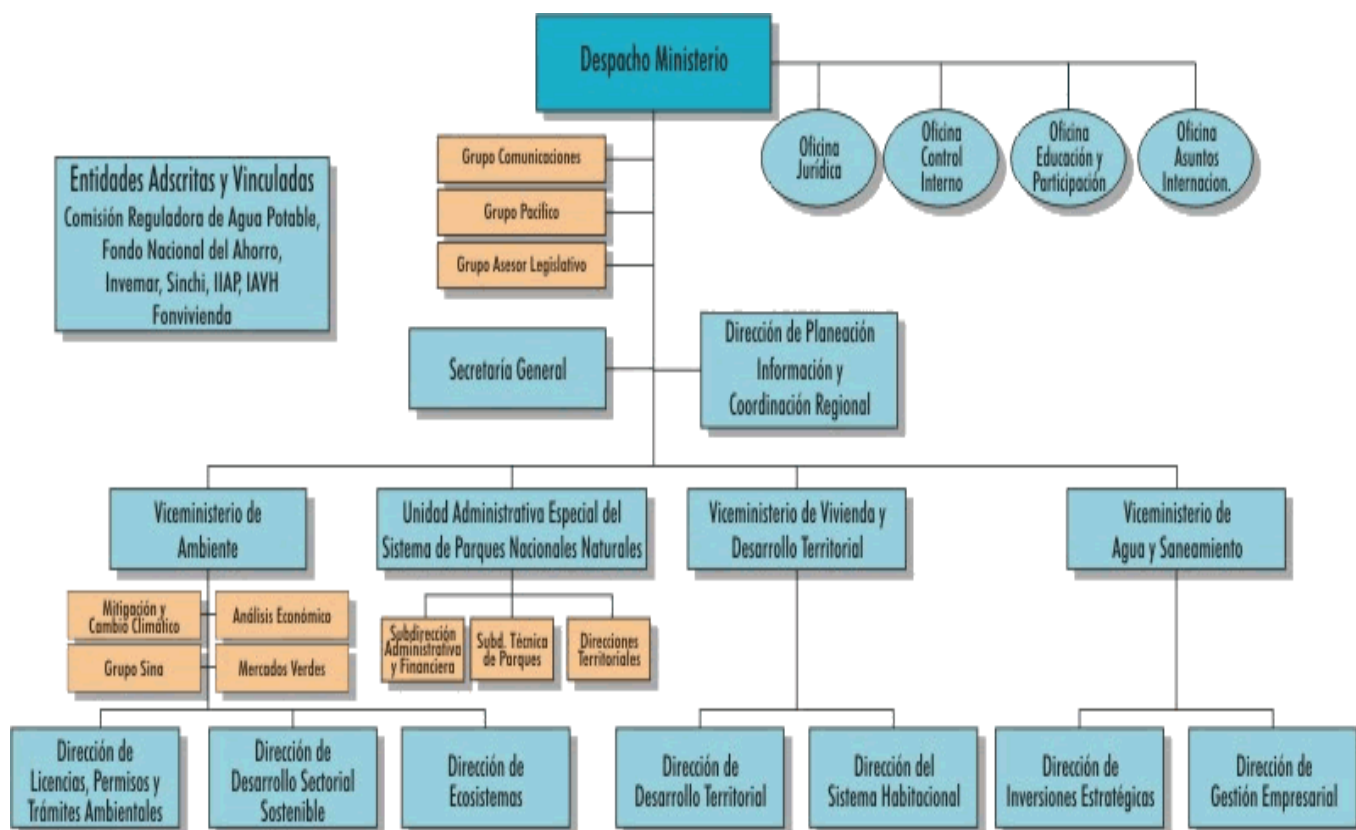 Despacho Ministerio
Oficina
Jurídica
Oficina
Control
Interno
Oficina
Educación y
Participación
Oficina
Asuntos
Internacion.
Grupo Comunicaciones
Grupo Pacífico
Grupo Asesor Legislativo
Entidades Adscritas y Vinculadas
Comisión Reguladora de Agua Potable,
Fondo Nacional del Ahorro,
Invemar, Sinchi, IIAP, IAVH
Fonvivienda
Secretaría General
Dirección de Planeación
Información y
Coordinación Regional
Viceministerio de
Ambiente
Unidad Administrativa Especial del
Sistema de Parques Nacionales Naturales
Viceministerio de Vivienda y
Desarrollo Territorial
Viceministerio de
Agua y Saneamiento
Mitigación y
Cambio Climático
Análisis Económico
Grupo Sina
Mercados Verdes
Subdirección
Administrativa
y Financiera
Subd. Técnica
de Parques
Direcciones
Territoriales
Dirección de
Licencias, Permisos y
Trámites Ambientales
Dirección de
Desarrollo Sectorial
Sostenible
Dirección de
Ecosistemas
Dirección de
Desarrollo Territorial
Dirección del
Sistema Habitacional
Dirección de
Inversiones Estratégicas
Dirección de
Gestión Empresarial